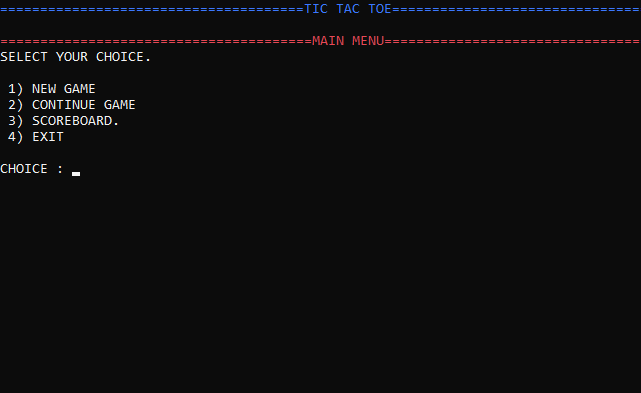 ======================================TIC TAC TOE===============================
=======================================MAIN MENU================================
SELECT YOUR CHOICE.
1) NEW GAME
2) CONTINUE GAME
3) SCOREBOARD.
4) EXIT
CHOICE :